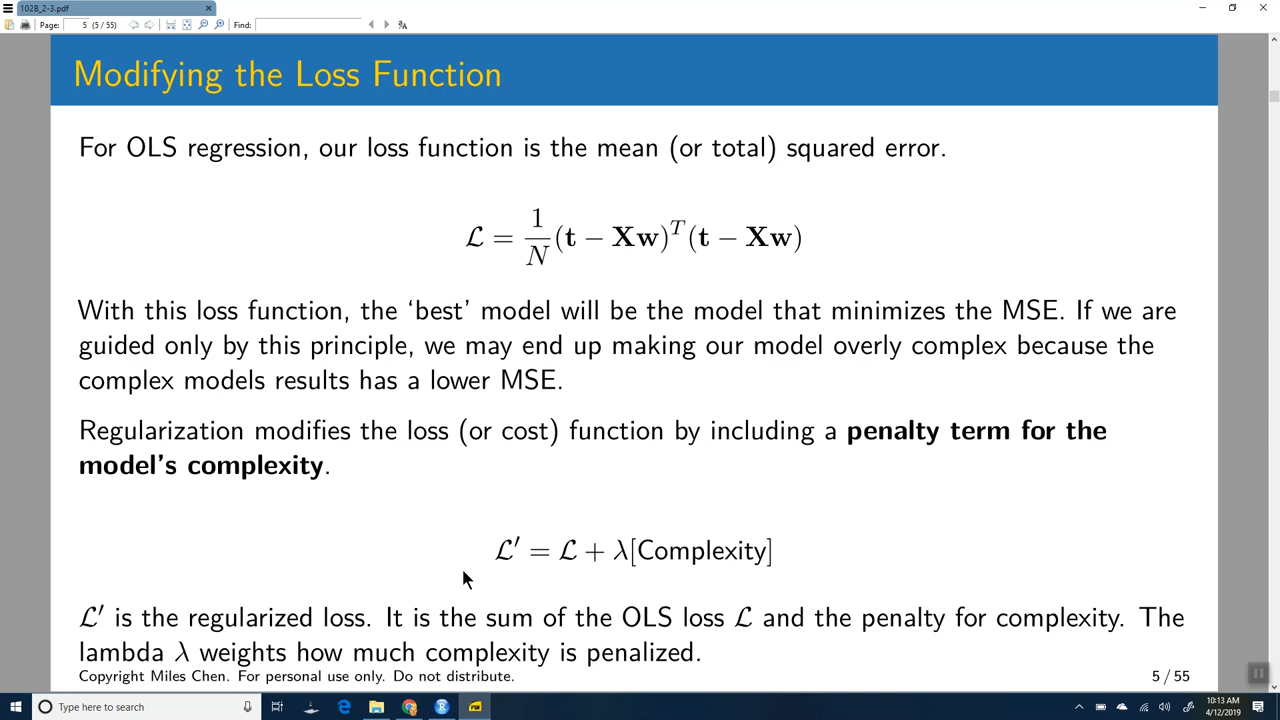 102B_2-3.pdf
Page: 5 (5 / 55) Find:
Modifying the Loss Function
For OLS regression, our loss function is the mean (or total) squared error.
ℒ = 1/N (t − Xw)ᵀ(t − Xw)
With this loss function, the ‘best’ model will be the model that minimizes the MSE. If we are
guided only by this principle, we may end up making our model overly complex because the
complex models results has a lower MSE.
Regularization modifies the loss (or cost) function by including a penalty term for the
model’s complexity.
ℒ′ = ℒ + λ[Complexity]
ℒ′ is the regularized loss. It is the sum of the OLS loss ℒ and the penalty for complexity. The
lambda λ weights how much complexity is penalized.
Copyright Miles Chen. For personal use only. Do not distribute.
5 / 55
Type here to search
10:13 AM
4/12/2019